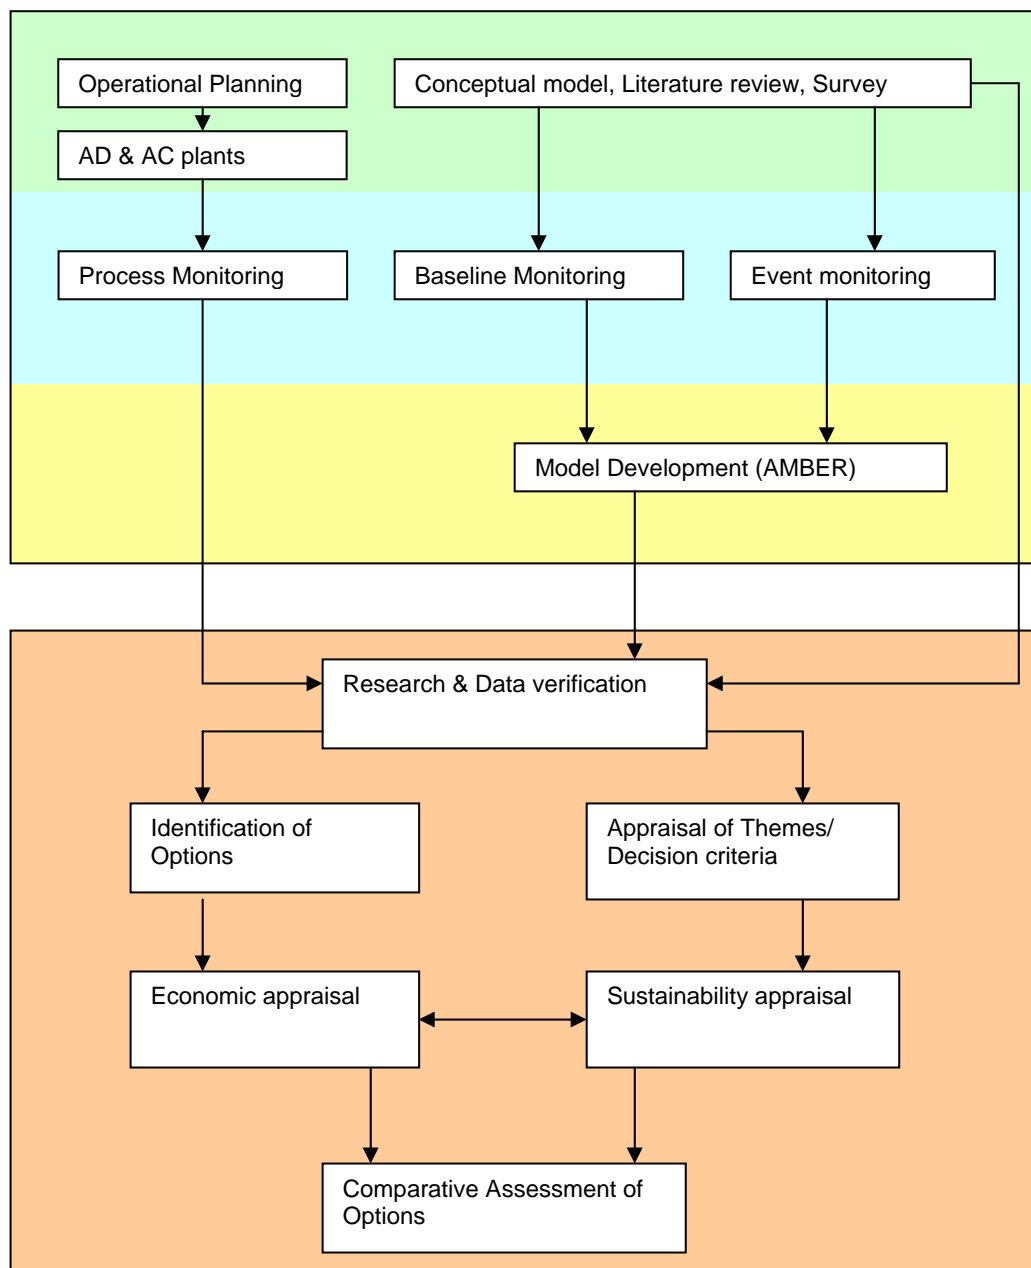 Operational Planning
Conceptual model, Literature review, Survey
AD & AC plants
Process Monitoring
Baseline Monitoring
Event monitoring
Model Development (AMBER)
Research & Data verification
Identification of
Options
Appraisal of Themes/
Decision criteria
Economic appraisal
Sustainability appraisal
Comparative Assessment of
Options